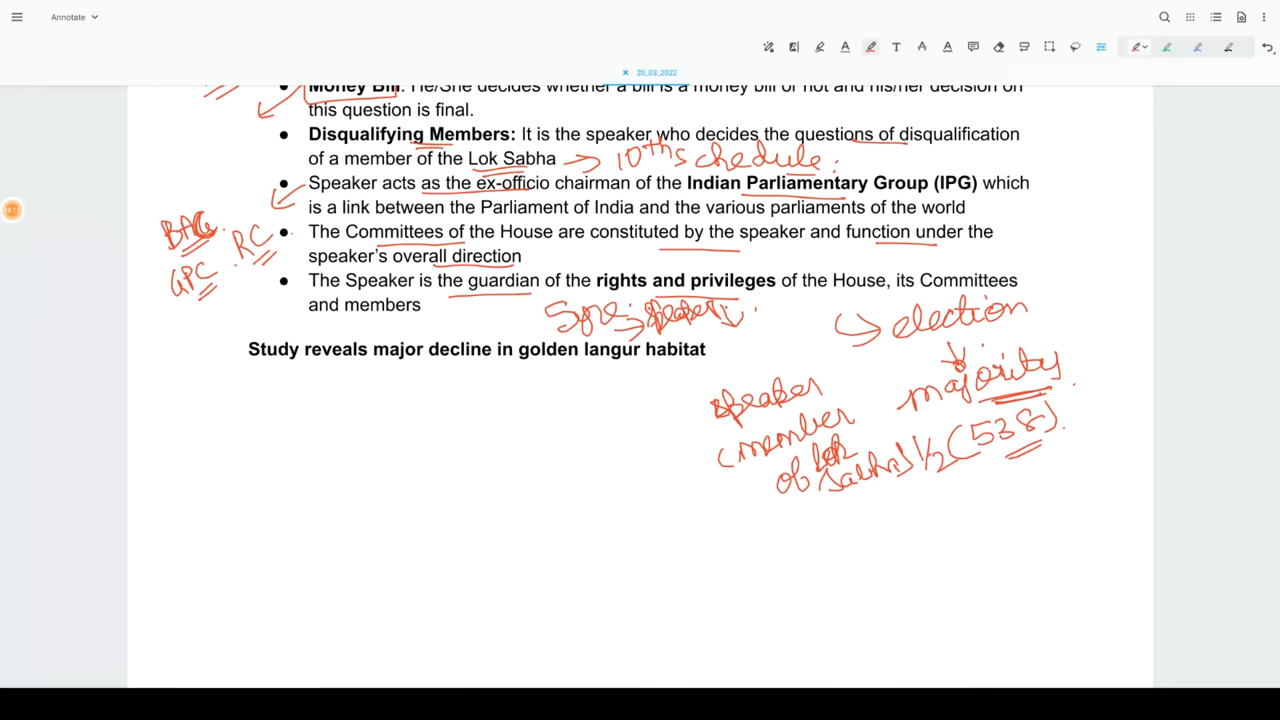 Annotate
20_03_2022
Money Bill: He/She decides whether a bill is a money bill or not and his/her decision on
this question is final.
● Disqualifying Members: It is the speaker who decides the questions of disqualification
of a member of the Lok Sabha → 10th schedule.
● Speaker acts as the ex-officio chairman of the Indian Parliamentary Group (IPG) which
is a link between the Parliament of India and the various parliaments of the world
BAC RC
● The Committees of the House are constituted by the speaker and function under the
speaker's overall direction
GPC
● The Speaker is the guardian of the rights and privileges of the House, its Committees
and members
5yrs → speaker
election
Study reveals major decline in golden langur habitat
majority
speaker
(member
of lok
sabha) 1/2 (538)